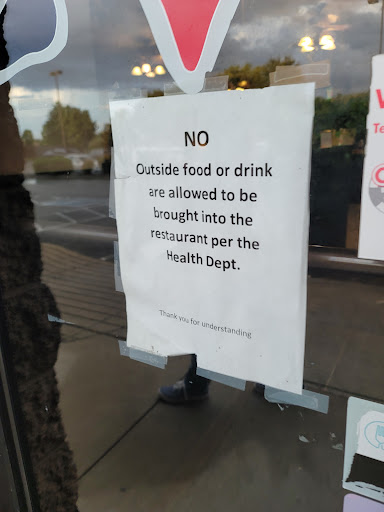 NO
Outside food or drink
are allowed to be
brought into the
restaurant per the
Health Dept.
Thank you for understanding